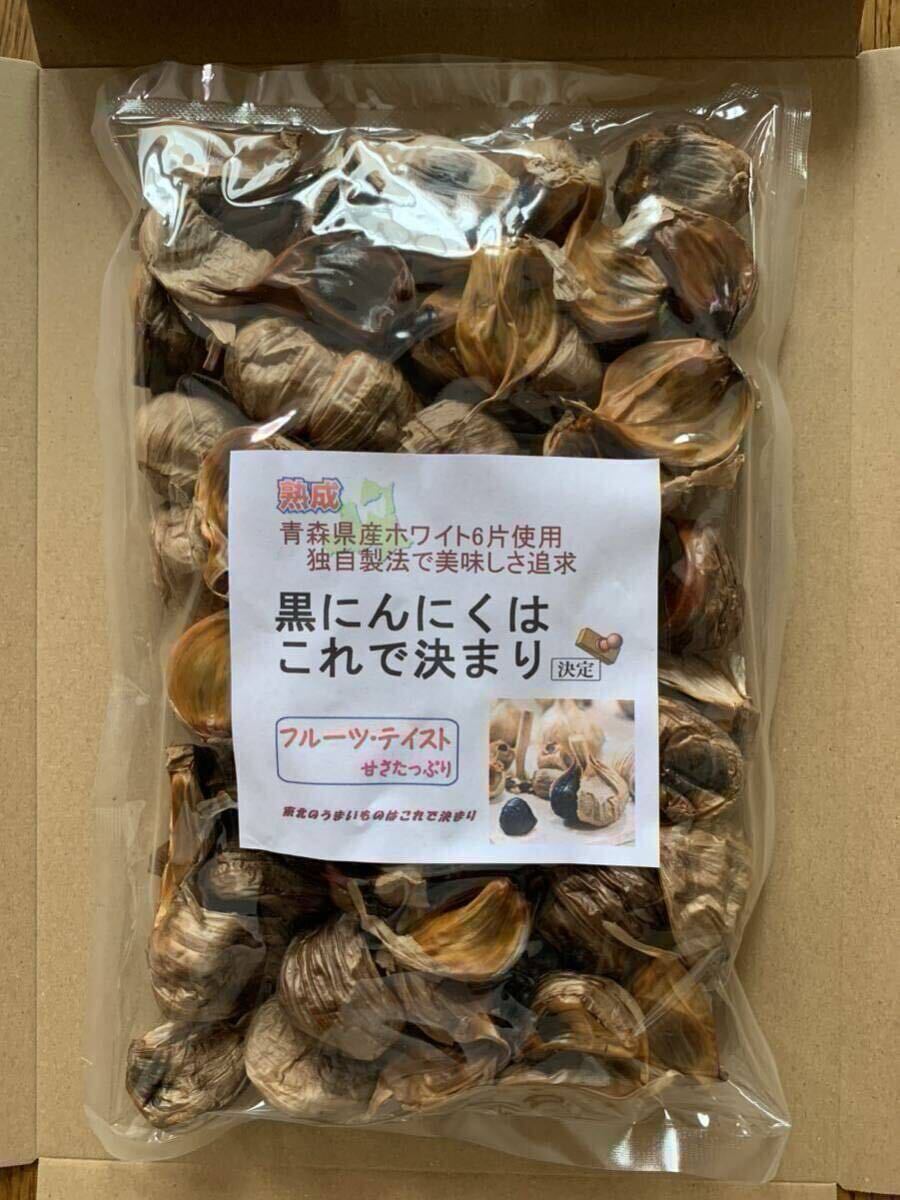 熟成
青森県産ホワイト6片使用
独自製法で美味しさ追求
黒にんにくは
これで決まり
決定
フルーツ・テイスト
甘さたっぷり
東北のうまいものはこれで決まり